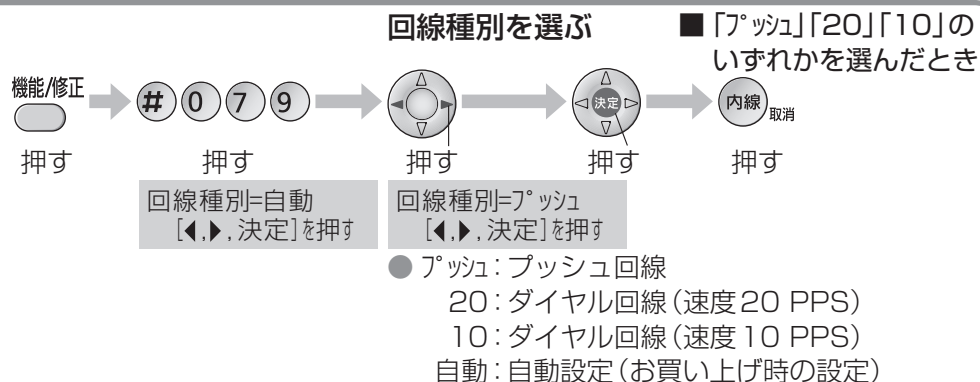 回線種別を選ぶ
■「プッシュ」「20」「10」の
いずれかを選んだとき
機能/修正
# 0 7 9
決定
内線 取消
押す 押す 押す 押す 押す
回線種別=自動
[◀,▶,決定]を押す
回線種別=プッシュ
[◀,▶,決定]を押す
●プッシュ:プッシュ回線
20:ダイヤル回線(速度20 PPS)
10:ダイヤル回線(速度10 PPS)
自動:自動設定(お買い上げ時の設定)